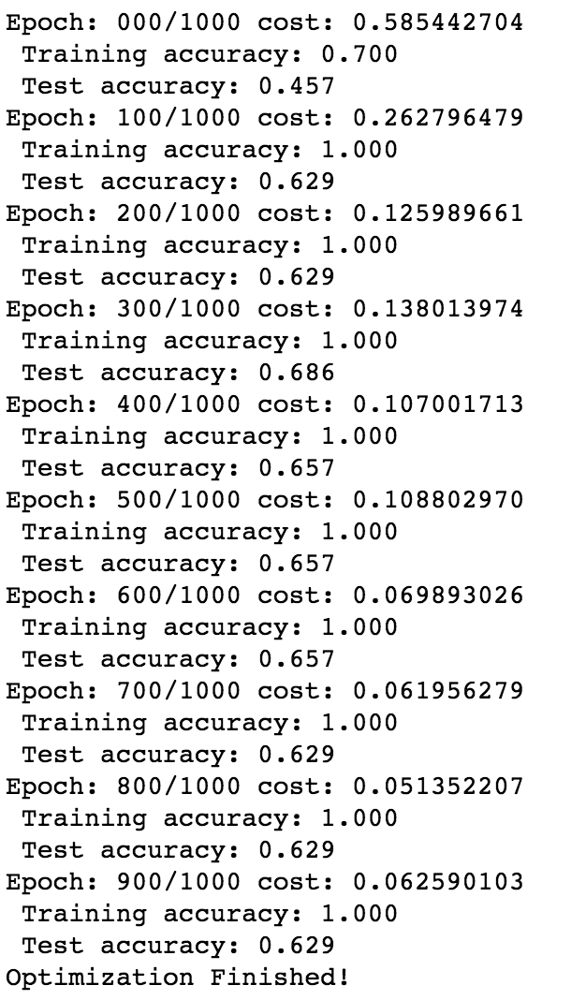 Epoch: 000/1000 cost: 0.585442704
Training accuracy: 0.700
Test accuracy: 0.457
Epoch: 100/1000 cost: 0.262796479
Training accuracy: 1.000
Test accuracy: 0.629
Epoch: 200/1000 cost: 0.125989661
Training accuracy: 1.000
Test accuracy: 0.629
Epoch: 300/1000 cost: 0.138013974
Training accuracy: 1.000
Test accuracy: 0.686
Epoch: 400/1000 cost: 0.107001713
Training accuracy: 1.000
Test accuracy: 0.657
Epoch: 500/1000 cost: 0.108802970
Training accuracy: 1.000
Test accuracy: 0.657
Epoch: 600/1000 cost: 0.069893026
Training accuracy: 1.000
Test accuracy: 0.657
Epoch: 700/1000 cost: 0.061956279
Training accuracy: 1.000
Test accuracy: 0.629
Epoch: 800/1000 cost: 0.051352207
Training accuracy: 1.000
Test accuracy: 0.629
Epoch: 900/1000 cost: 0.062590103
Training accuracy: 1.000
Test accuracy: 0.629
Optimization Finished!